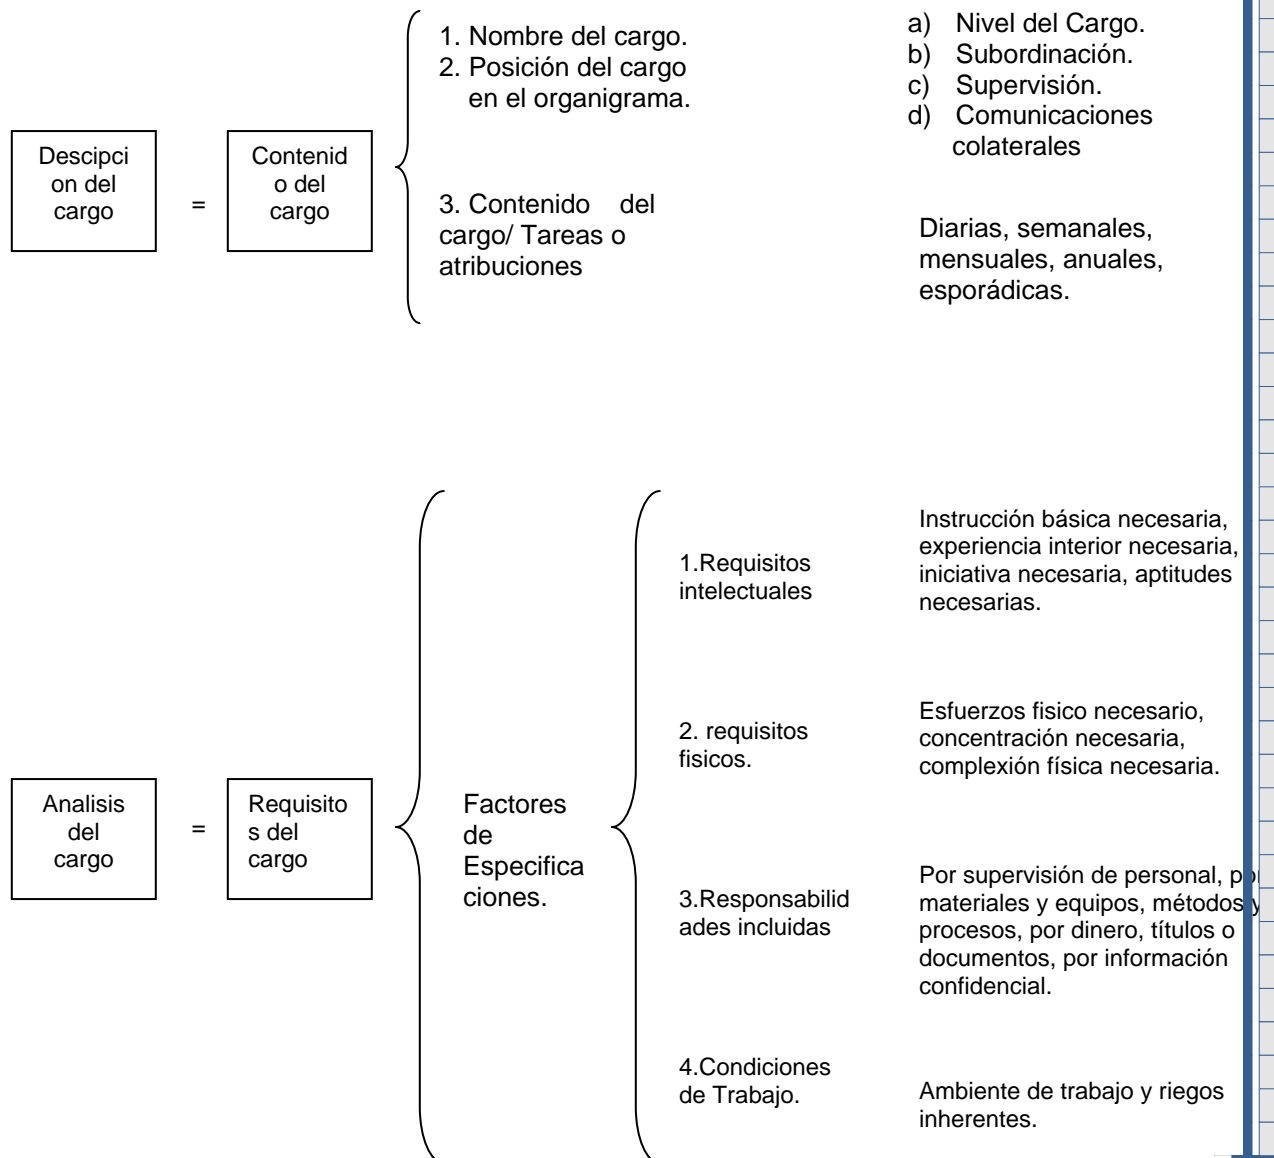 1. Nombre del cargo.
2. Posición del cargo
en el organigrama.
a) Nivel del Cargo.
b) Subordinación.
c) Supervisión.
d) Comunicaciones
colaterales
Descipci
on del
cargo
=
Contenid
o del
cargo
3. Contenido del
cargo/ Tareas o
atribuciones
Diarias, semanales,
mensuales, anuales,
esporádicas.
Analisis
del
cargo
=
Requisito
s del
cargo
Factores
de
Especifica
ciones.
1.Requisitos
intelectuales
Instrucción básica necesaria,
experiencia interior necesaria,
iniciativa necesaria, aptitudes
necesarias.
2. requisitos
fisicos.
Esfuerzos fisico necesario,
concentración necesaria,
complexión física necesaria.
3.Responsabilid
ades incluidas
Por supervisión de personal, por
materiales y equipos, métodos y
procesos, por dinero, títulos o
documentos, por información
confidencial.
4.Condiciones
de Trabajo.
Ambiente de trabajo y riegos
inherentes.